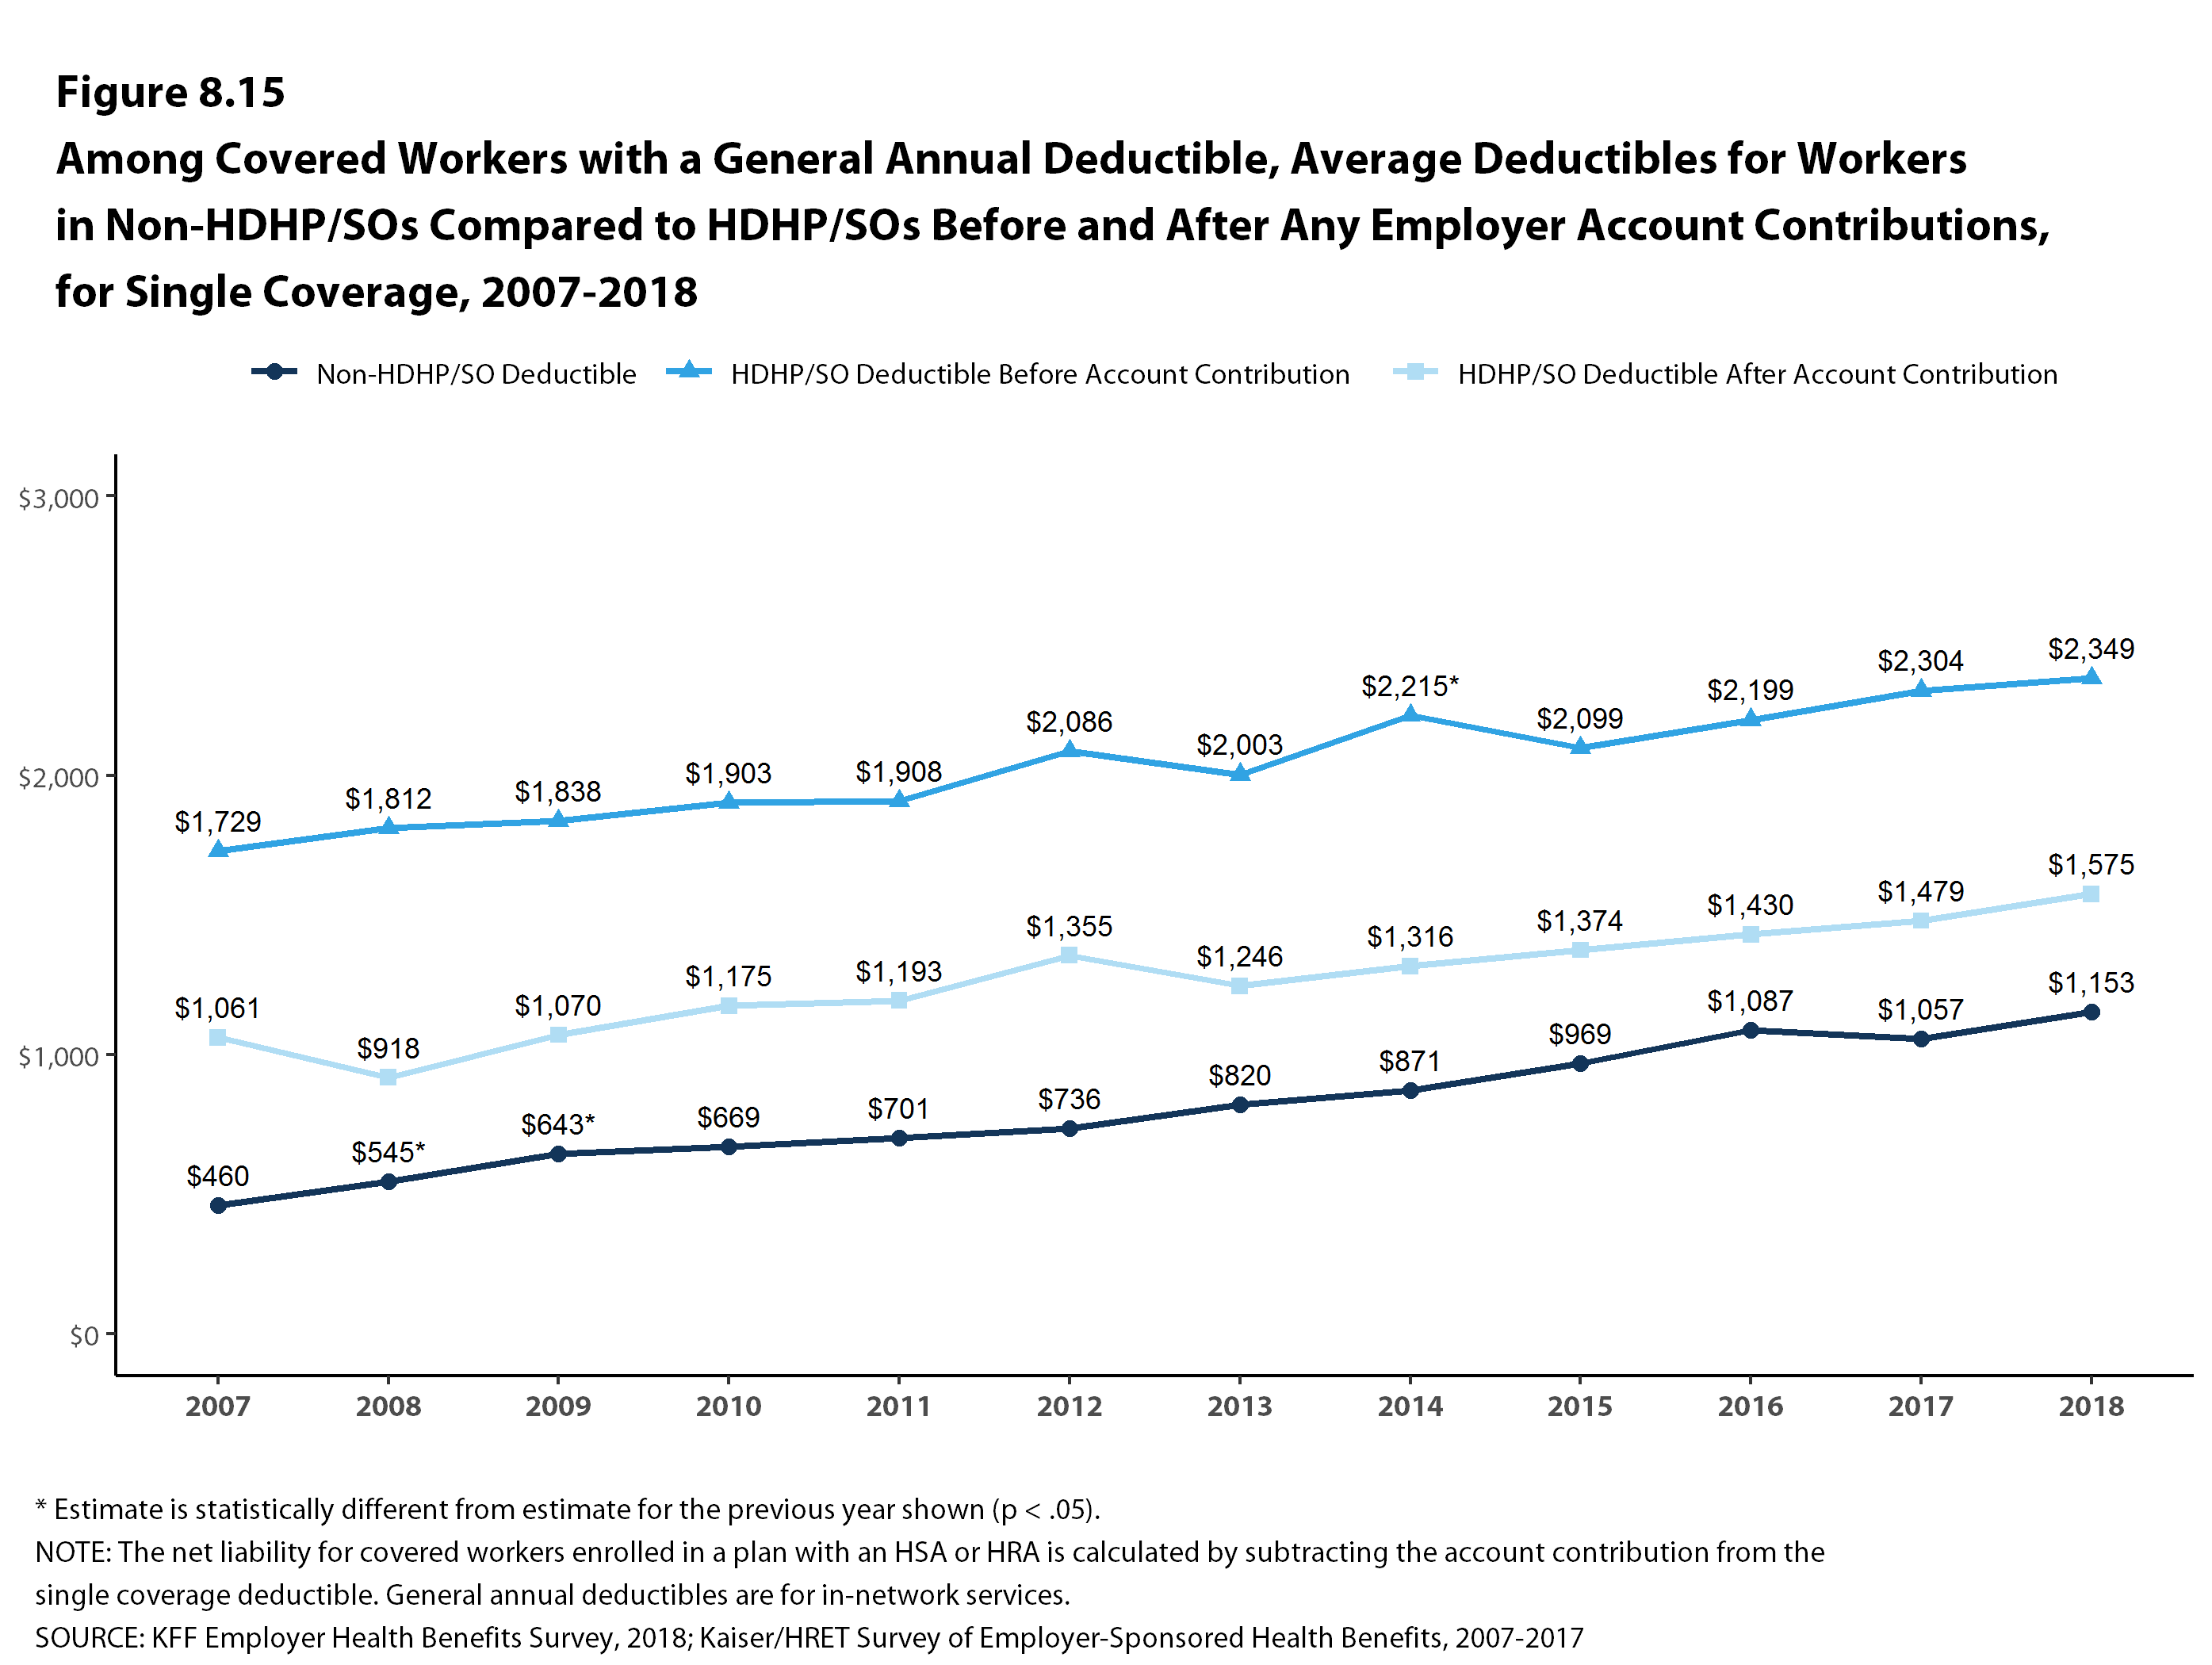 Figure 8.15
Among Covered Workers with a General Annual Deductible, Average Deductibles for Workers
in Non-HDHP/SOs Compared to HDHP/SOs Before and After Any Employer Account Contributions,
for Single Coverage, 2007-2018
Non-HDHP/SO Deductible HDHP/SO Deductible Before Account Contribution HDHP/SO Deductible After Account Contribution
$3,000
$2,000
$1,000
$0
$1,729 $1,812 $1,838 $1,903 $1,908 $2,086 $2,003 $2,215* $2,099 $2,199 $2,304 $2,349
$1,061 $918 $1,070 $1,175 $1,193 $1,355 $1,246 $1,316 $1,374 $1,430 $1,479 $1,575
$460 $545* $643* $669 $701 $736 $820 $871 $969 $1,087 $1,057 $1,153
2007 2008 2009 2010 2011 2012 2013 2014 2015 2016 2017 2018
* Estimate is statistically different from estimate for the previous year shown (p < .05).
NOTE: The net liability for covered workers enrolled in a plan with an HSA or HRA is calculated by subtracting the account contribution from the
single coverage deductible. General annual deductibles are for in-network services.
SOURCE: KFF Employer Health Benefits Survey, 2018; Kaiser/HRET Survey of Employer-Sponsored Health Benefits, 2007-2017